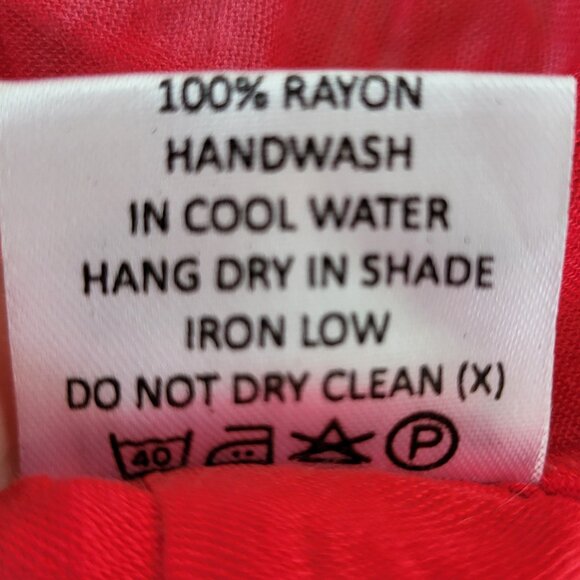 100% RAYON
HANDWASH
IN COOL WATER
HANG DRY IN SHADE
IRON LOW
DO NOT DRY CLEAN (X)
40 P